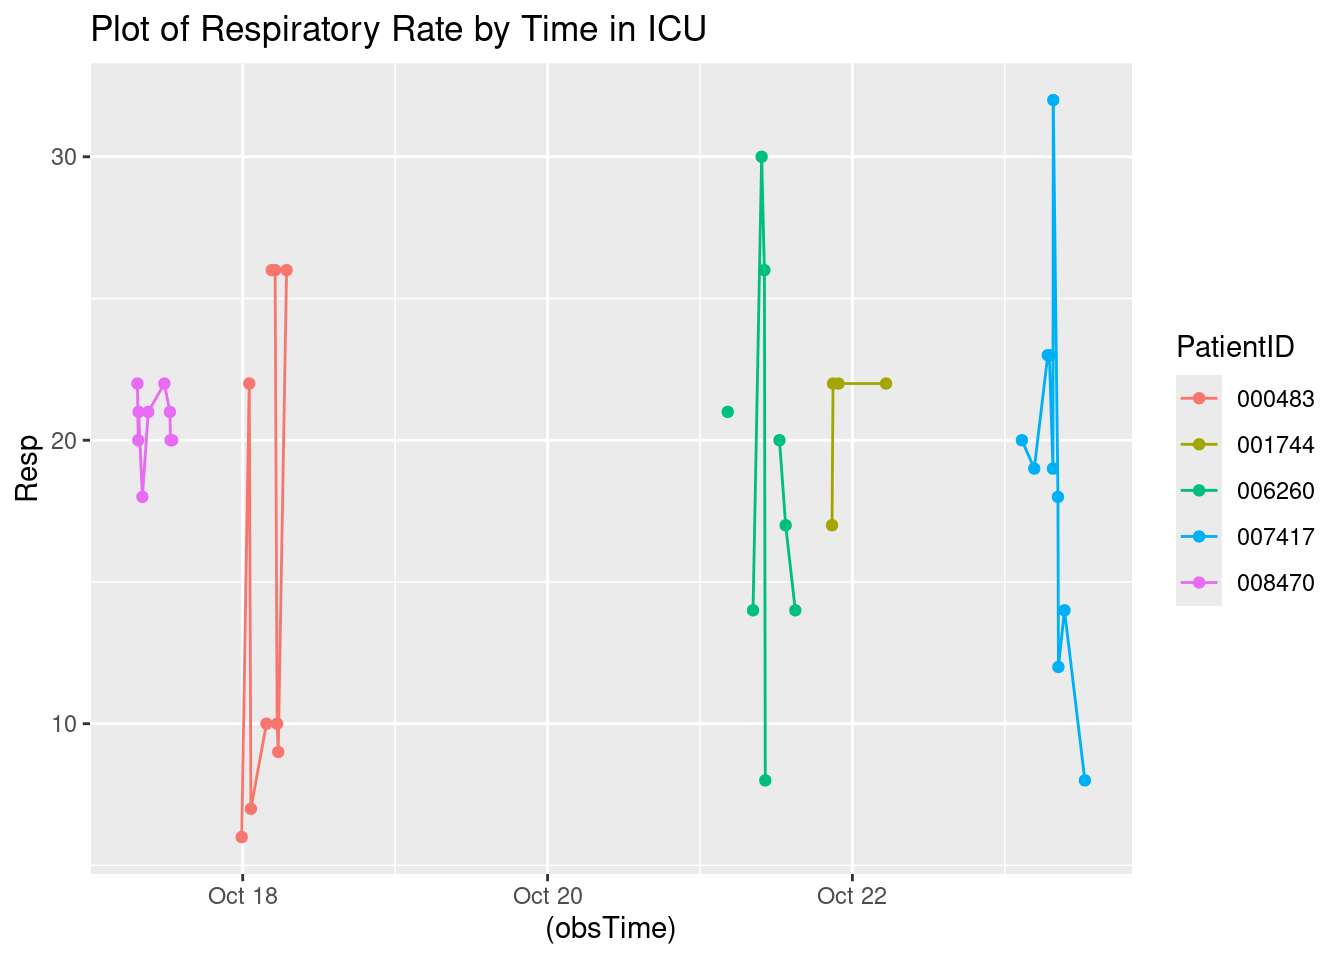 Plot of Respiratory Rate by Time in ICU
30
20
10
Resp
Oct 18
Oct 20
Oct 22
(obsTime)
PatientID
000483
001744
006260
007417
008470